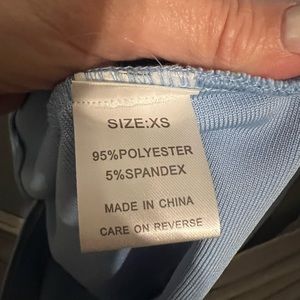 SIZE:XS
95%POLYESTER
5%SPANDEX
MADE IN CHINA
CARE ON REVERSE